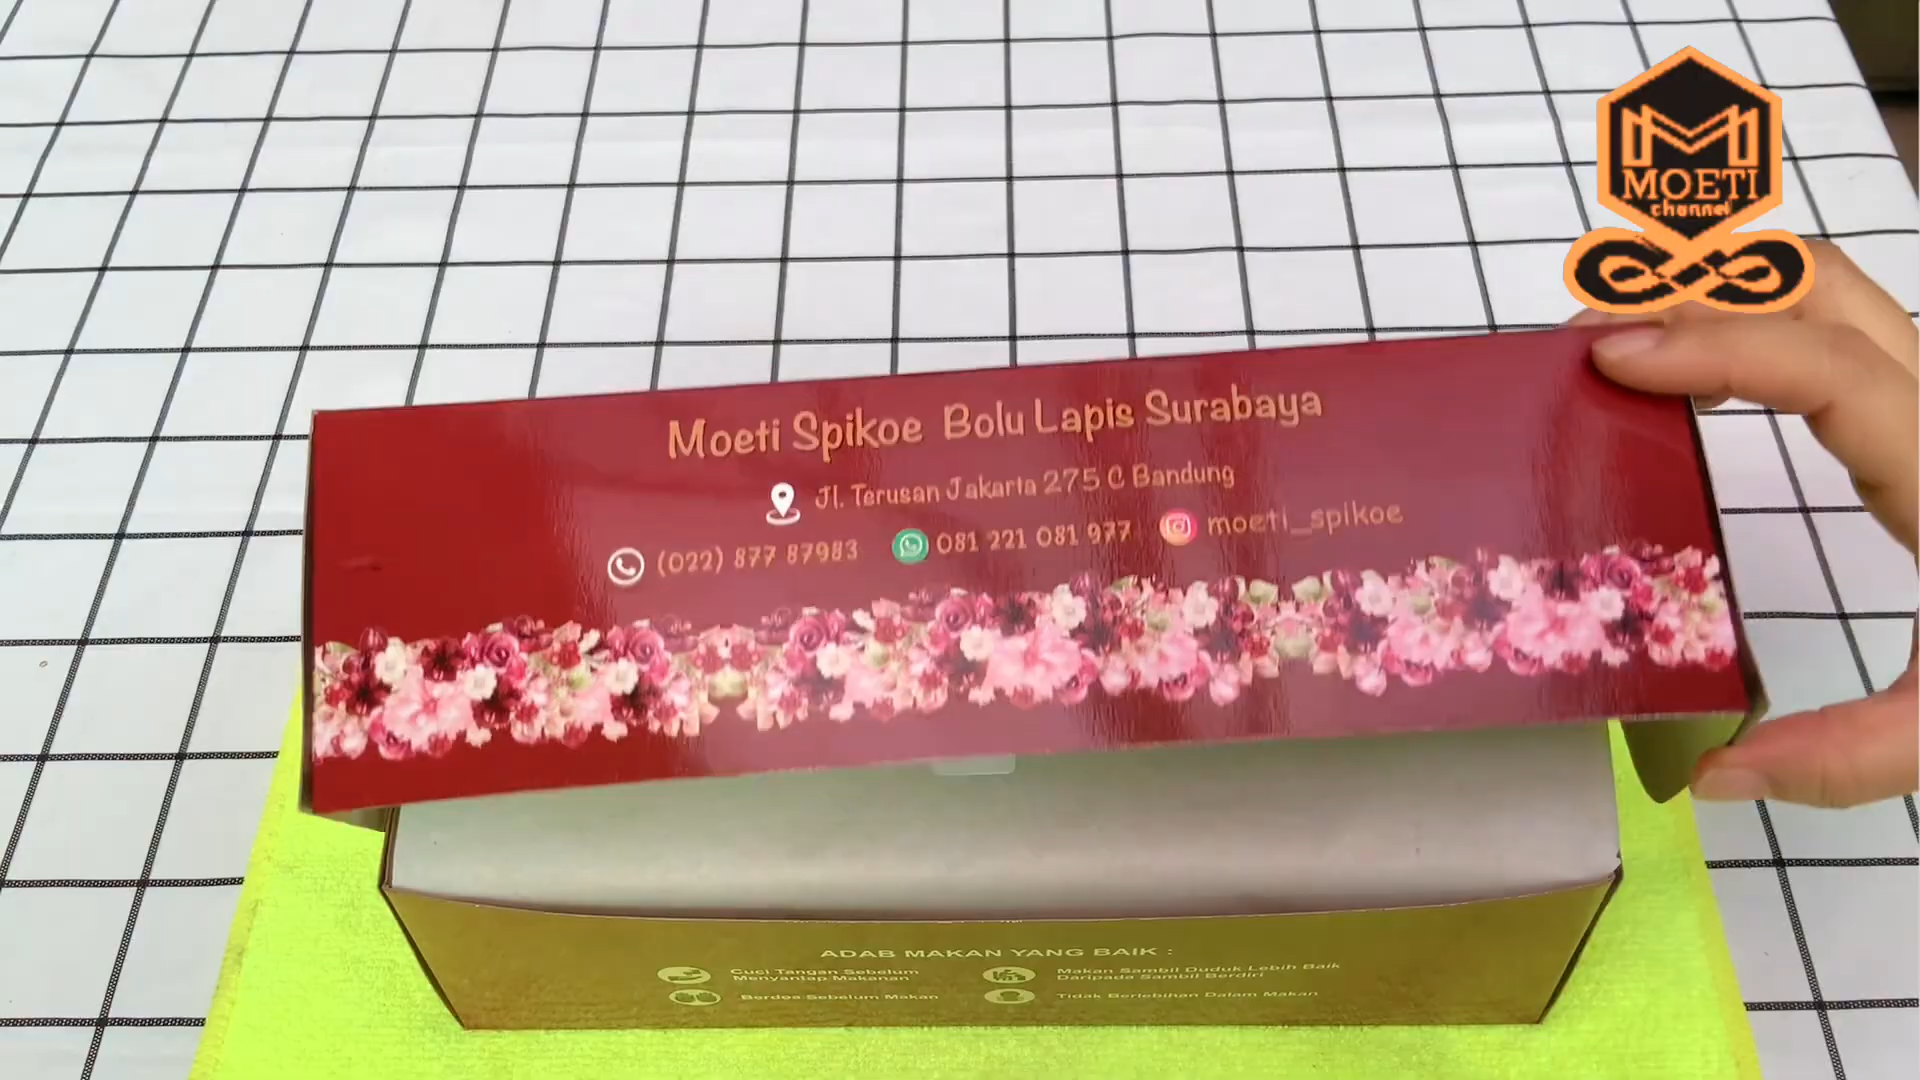 MOETI
channel
Moeti Spikoe Bolu Lapis Surabaya
Jl. Terusan Jakarta 275 C Bandung
(022) 877 87983 081 221 081 977 moeti_spikoe
ADAB MAKAN YANG BAIK :
Cuci Tangan Sebelum
Menyantap Makanan
Berdoa Sebelum Makan
Makan Sambil Duduk Lebih Baik
Daripada Sambil Berdiri
Tidak Berlebihan Dalam Makan